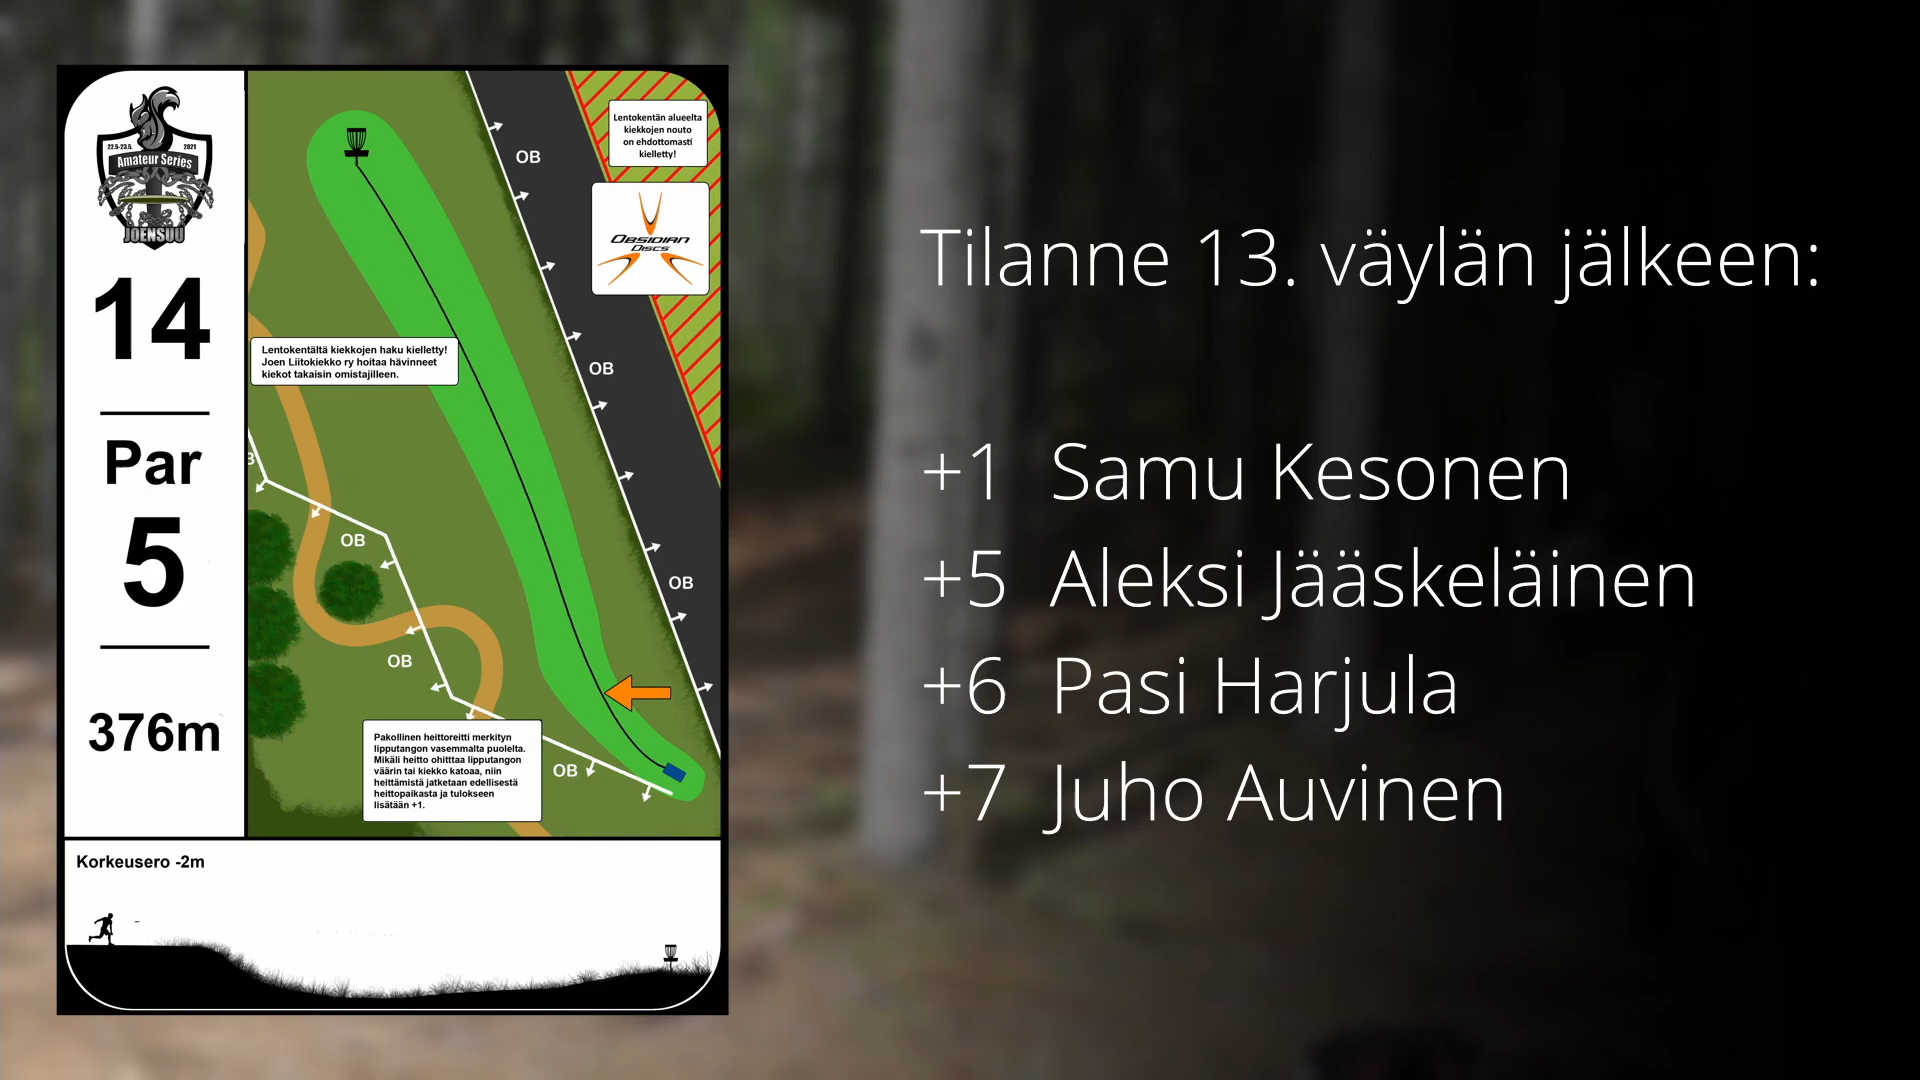 22.5-23.5.
2021
Amateur Series
JOENSUU
14
Par
5
376m
Lentokentän alueelta
kiekkojen nouto
on ehdottomasti
kielletty!
OBSIDIAN
DISCS
OB
OB
OB
Lentokentältä kiekkojen haku kielletty!
Joen Liitokiekko ry hoitaa hävinneet
kiekot takaisin omistajilleen.
B
OB
OB
OB
Pakollinen heittoreitti merkityn
lipputangon vasemmalta puolelta.
Mikäli heitto ohitttaa lipputangon
väärin tai kiekko katoaa, niin
heittämistä jatketaan edellisestä
heittopaikasta ja tulokseen
lisätään +1.
Korkeusero -2m
Tilanne 13. väylän jälkeen:
+1 Samu Kesonen
+5 Aleksi Jääskeläinen
+6 Pasi Harjula
+7 Juho Auvinen